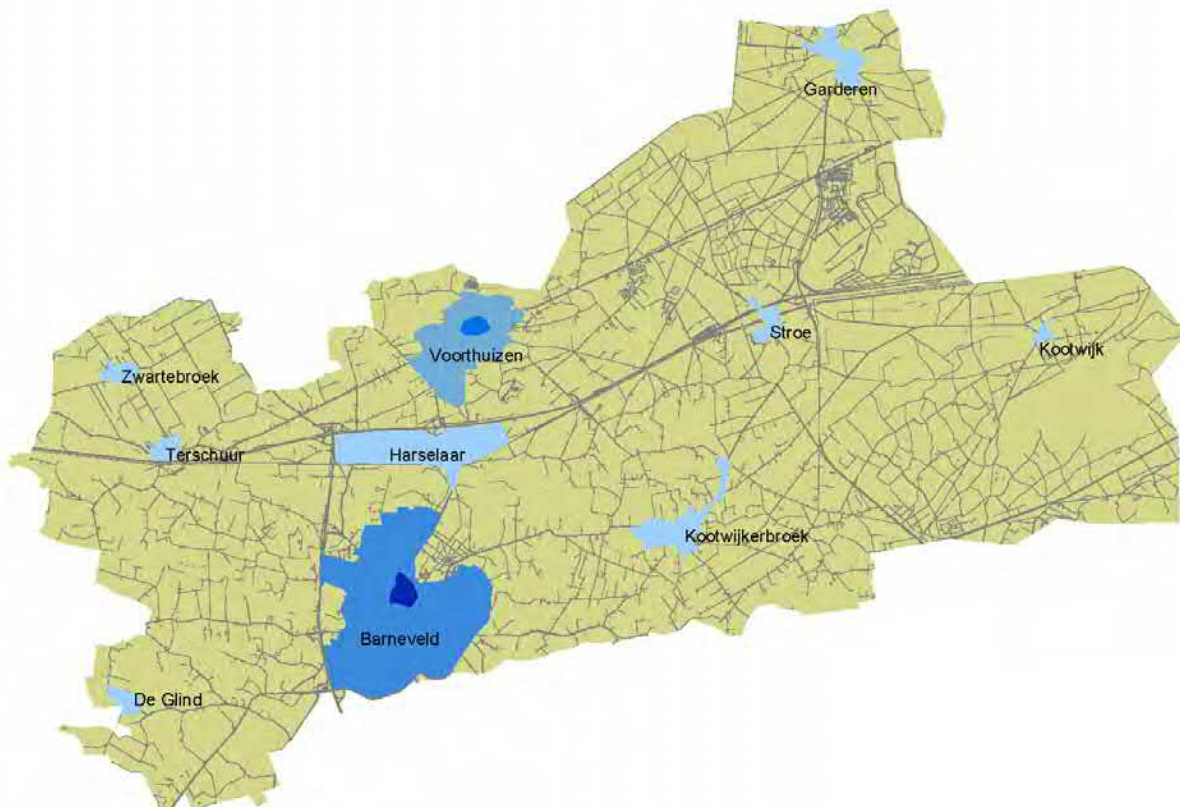 Garderen
Stroe
Kootwijk
Voorthuizen
Zwartebroek
Terschuur
Harselaar
Kootwijkerbroek
Barneveld
De Glind